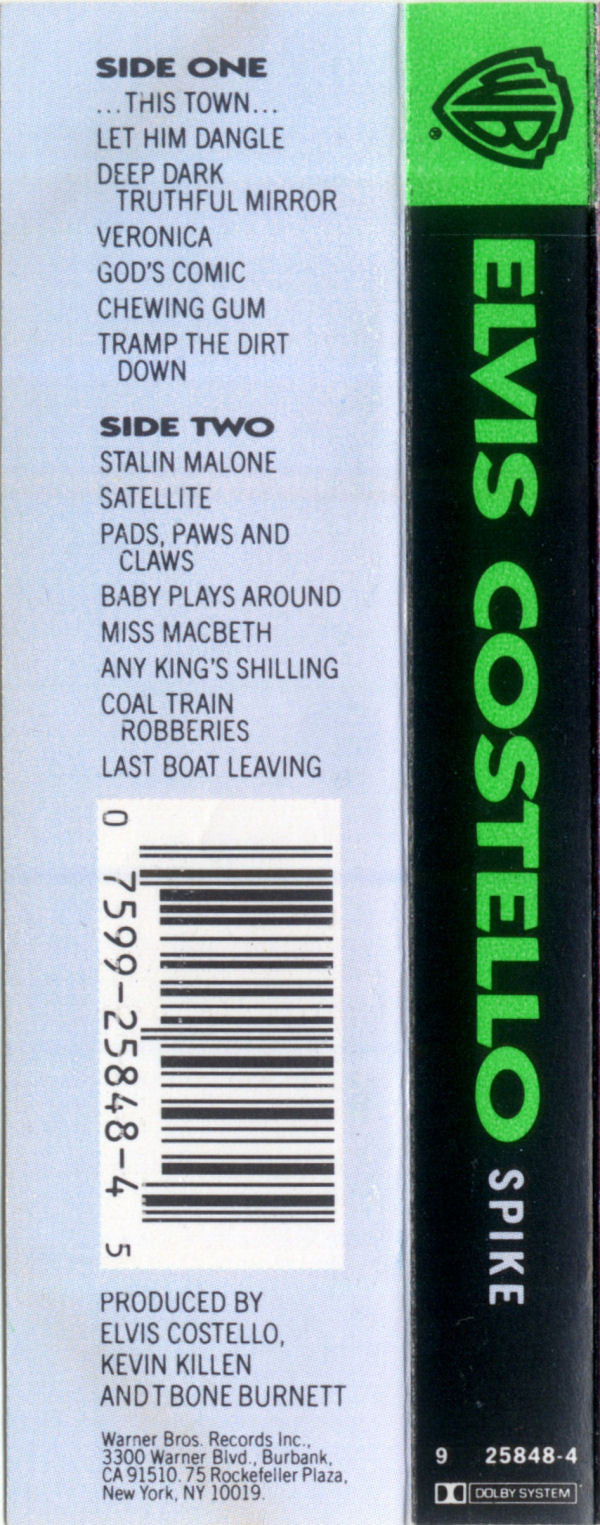 SIDE ONE
...THIS TOWN...
LET HIM DANGLE
DEEP DARK
TRUTHFUL MIRROR
VERONICA
GOD'S COMIC
CHEWING GUM
TRAMP THE DIRT
DOWN
SIDE TWO
STALIN MALONE
SATELLITE
PADS, PAWS AND
CLAWS
BABY PLAYS AROUND
MISS MACBETH
ANY KING'S SHILLING
COAL TRAIN
ROBBERIES
LAST BOAT LEAVING
0 7599-25848-4 5
PRODUCED BY
ELVIS COSTELLO,
KEVIN KILLEN
AND T BONE BURNETT
Warner Bros. Records Inc.,
3300 Warner Blvd., Burbank,
CA 91510. 75 Rockefeller Plaza,
New York, NY 10019.
WB
®
ELVIS COSTELLO SPIKE
9 25848-4
DOLBY SYSTEM